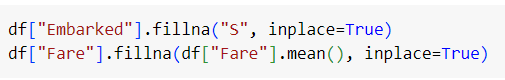 df["Embarked"].fillna("S", inplace=True)
df["Fare"].fillna(df["Fare"].mean(), inplace=True)